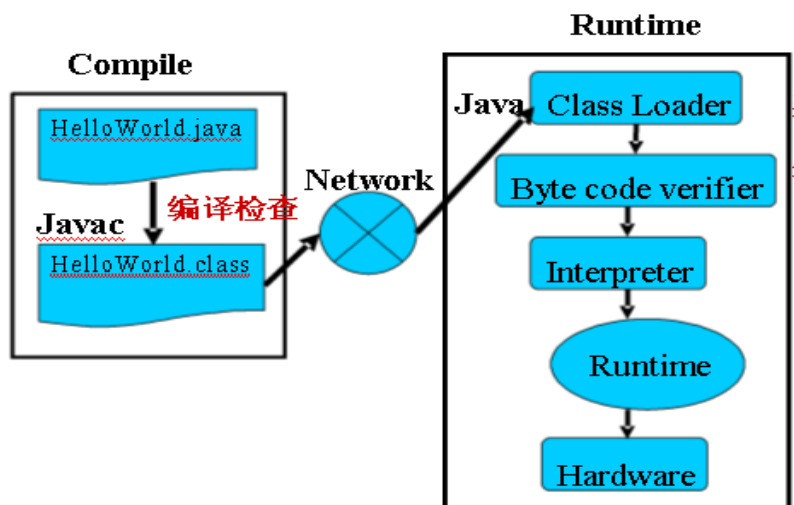 Compile
HelloWorld.java
编译检查
Javac
HelloWorld.class
Network
Runtime
Java
Class Loader
Byte code verifier
Interpreter
Runtime
Hardware